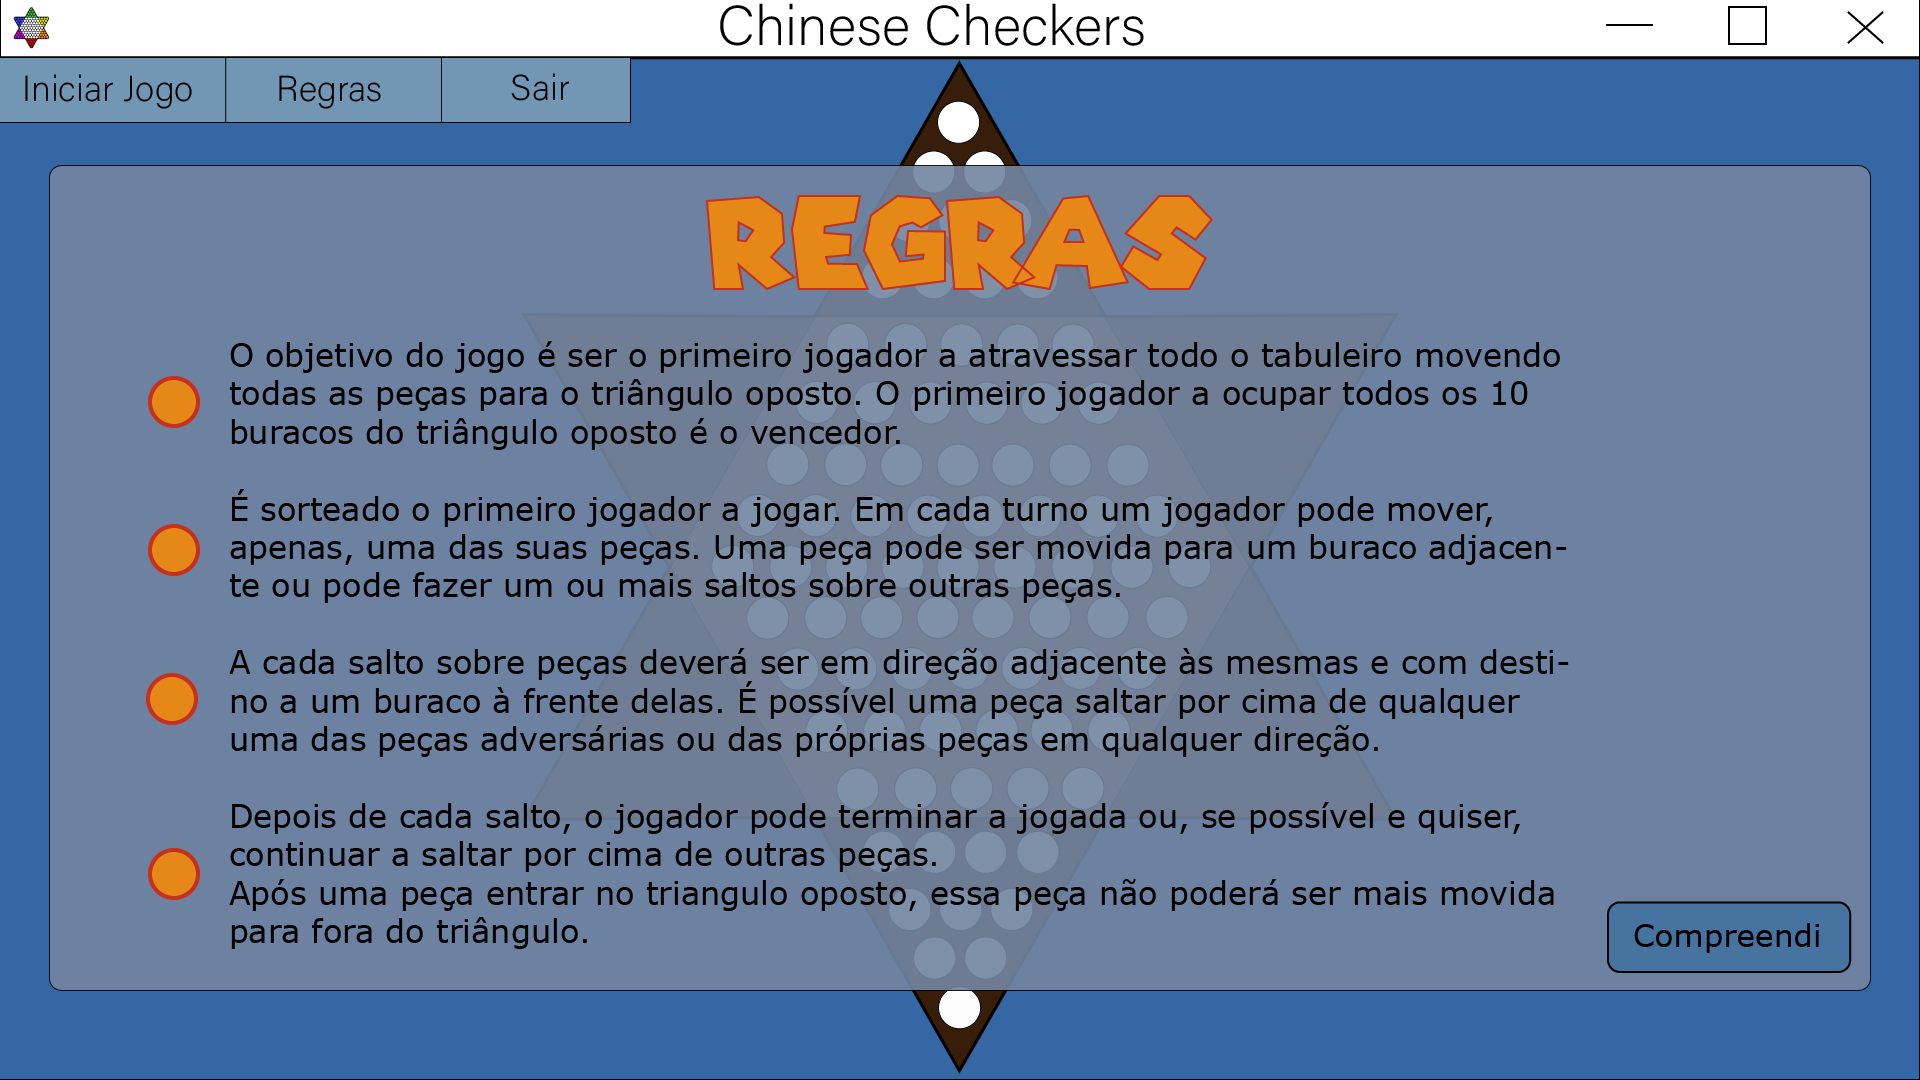 Chinese Checkers
Iniciar Jogo
Regras
Sair
REGRAS
O objetivo do jogo é ser o primeiro jogador a atravessar todo o tabuleiro movendo
todas as peças para o triângulo oposto. O primeiro jogador a ocupar todos os 10
buracos do triângulo oposto é o vencedor.
É sorteado o primeiro jogador a jogar. Em cada turno um jogador pode mover,
apenas, uma das suas peças. Uma peça pode ser movida para um buraco adjacen-
te ou pode fazer um ou mais saltos sobre outras peças.
A cada salto sobre peças deverá ser em direção adjacente às mesmas e com desti-
no a um buraco à frente delas. É possível uma peça saltar por cima de qualquer
uma das peças adversárias ou das próprias peças em qualquer direção.
Depois de cada salto, o jogador pode terminar a jogada ou, se possível e quiser,
continuar a saltar por cima de outras peças.
Após uma peça entrar no triangulo oposto, essa peça não poderá ser mais movida
para fora do triângulo.
Compreendi